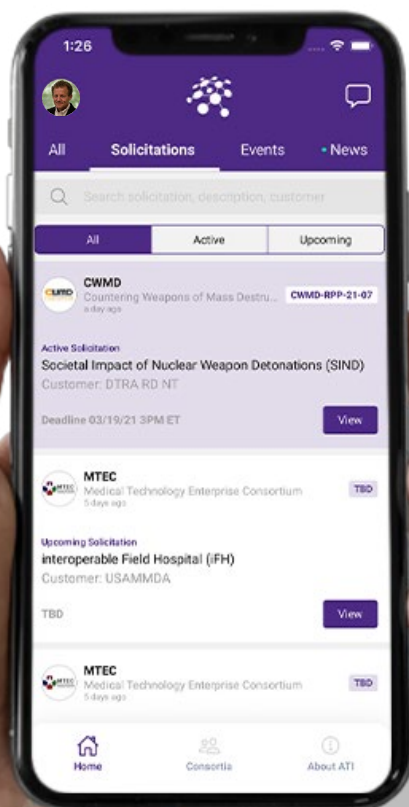 1:26
All Solicitations Events News
Search solicitation, description, customer
All Active Upcoming
CWMD
Countering Weapons of Mass Destru... CWMD-RPP-21-07
a day ago
Active Solicitation
Societal Impact of Nuclear Weapon Detonations (SIND)
Customer: DTRA RD NT
Deadline 03/19/21 3PM ET View
MTEC
Medical Technology Enterprise Consortium TBD
5 days ago
Upcoming Solicitation
interoperable Field Hospital (iFH)
Customer: USAMMDA
TBD View
MTEC
Medical Technology Enterprise Consortium TBD
5 days ago
Home Consortia About ATI